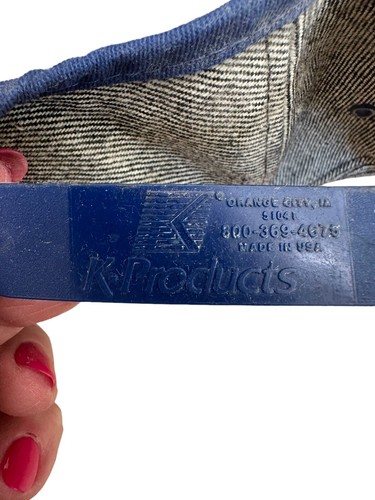 © ORANGE CITY, IA
51041
800-369-4675
MADE IN USA
K-Products